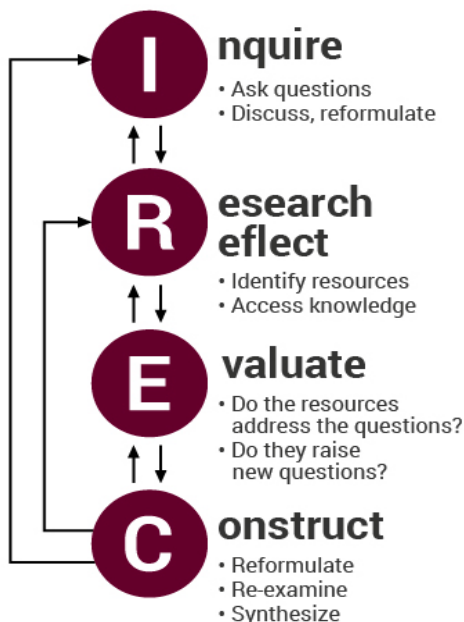 I nquire
• Ask questions
• Discuss, reformulate
R esearch
eflect
• Identify resources
• Access knowledge
E valuate
• Do the resources
address the questions?
• Do they raise
new questions?
C onstruct
• Reformulate
• Re-examine
• Synthesize